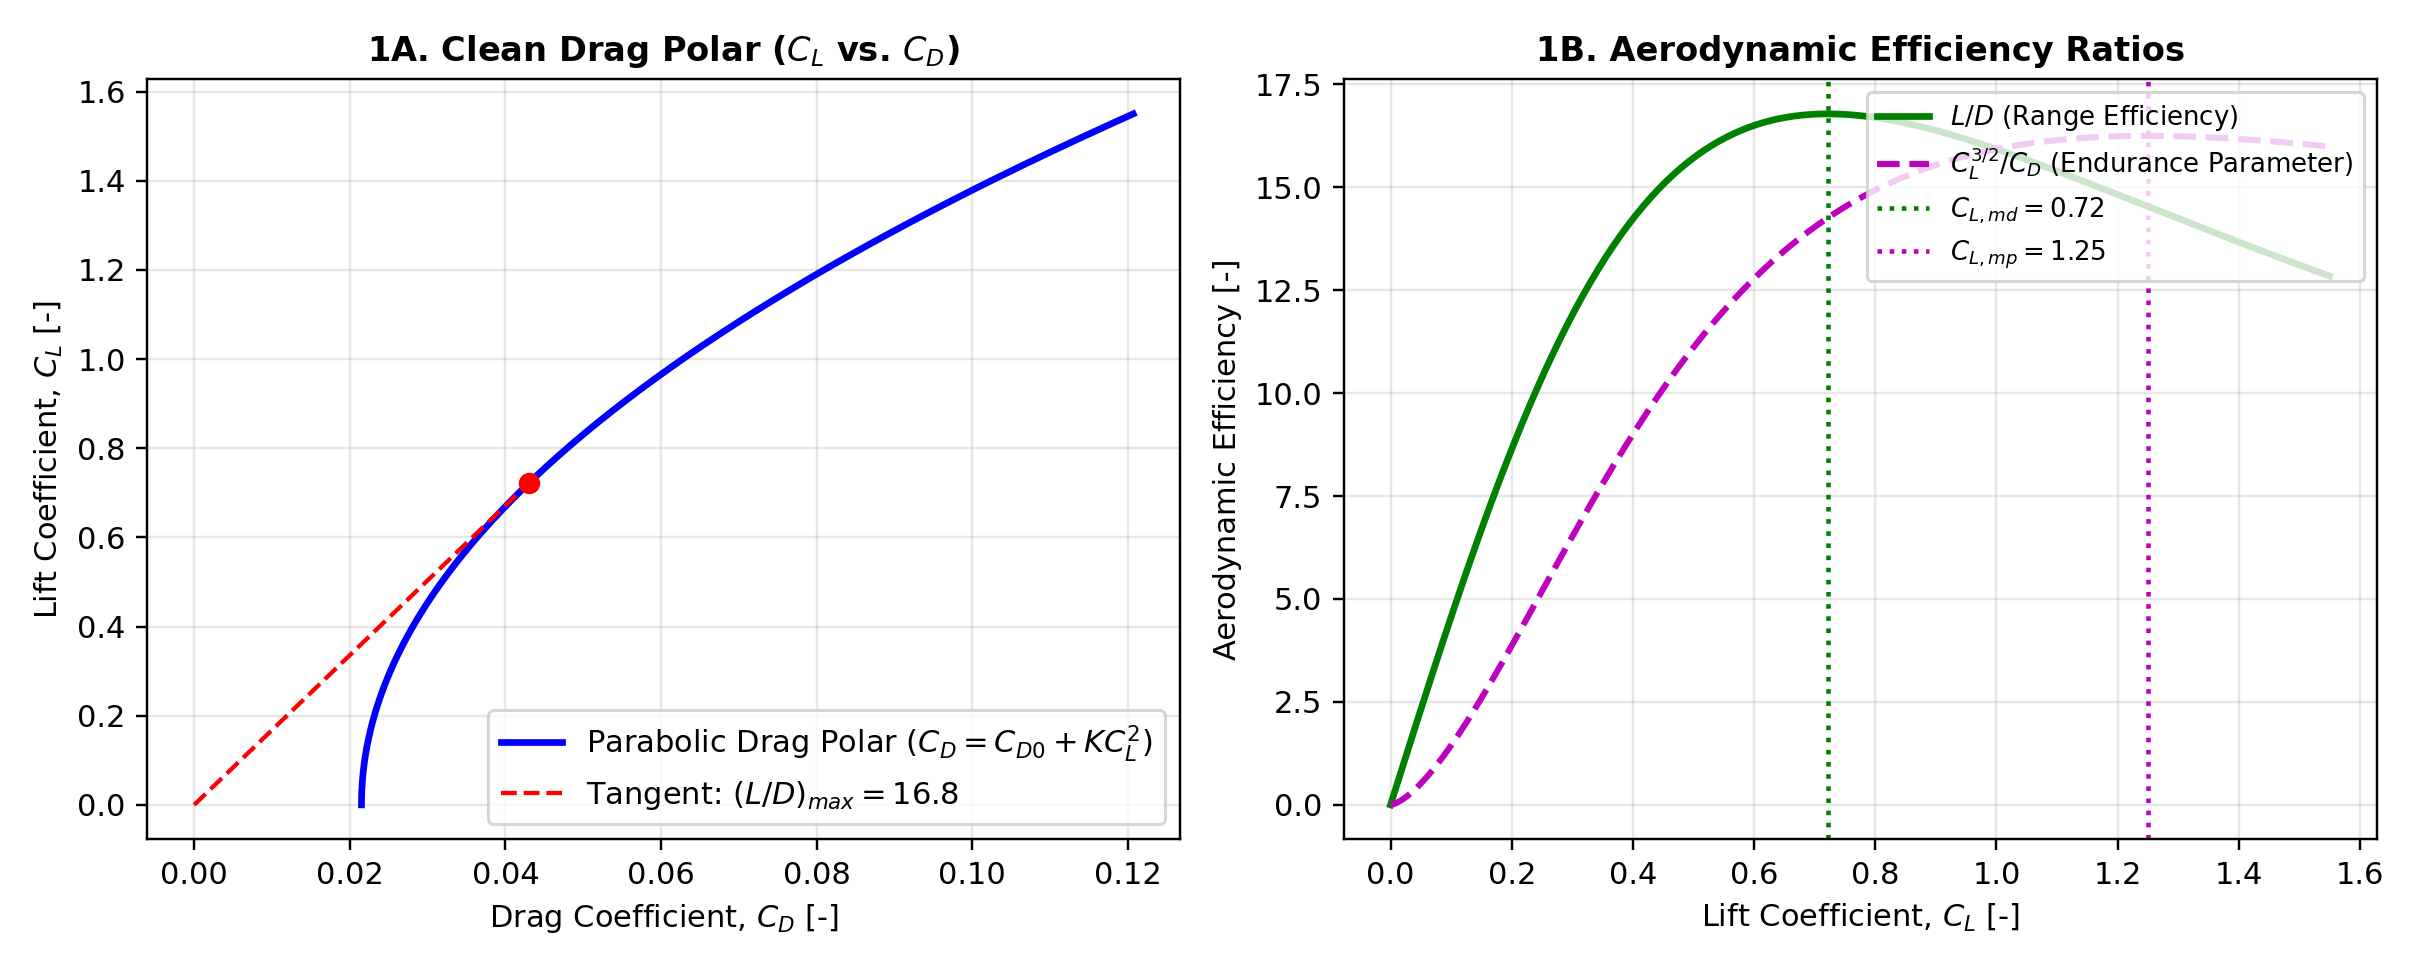 1A. Clean Drag Polar (C_L vs. C_D)
Lift Coefficient, C_L [-]
1.6
1.4
1.2
1.0
0.8
0.6
0.4
0.2
0.0
Parabolic Drag Polar (C_D = C_D0 + KC_L^2)
Tangent: (L/D)_max = 16.8
0.00 0.02 0.04 0.06 0.08 0.10 0.12
Drag Coefficient, C_D [-]
1B. Aerodynamic Efficiency Ratios
Aerodynamic Efficiency [-]
17.5
15.0
12.5
10.0
7.5
5.0
2.5
0.0
L/D (Range Efficiency)
C_L^3/2/C_D (Endurance Parameter)
C_L,md = 0.72
C_L,mp = 1.25
0.0 0.2 0.4 0.6 0.8 1.0 1.2 1.4 1.6
Lift Coefficient, C_L [-]